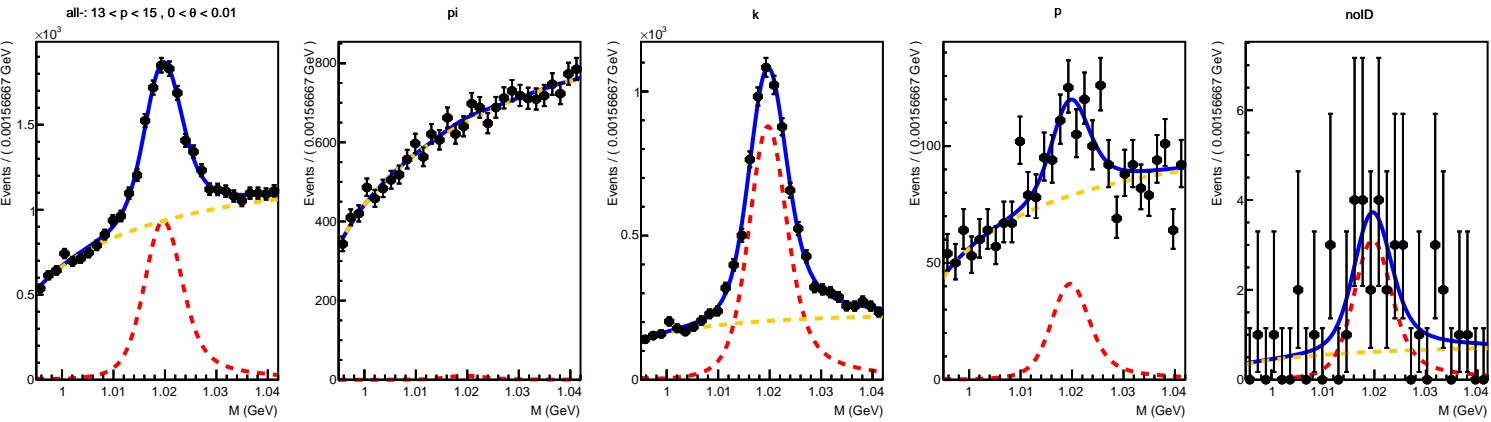 all-: 13 < p < 15 , 0 < θ < 0.01
×10³
Events / ( 0.00156667 GeV )
1.5
1
0.5
0
1 1.01 1.02 1.03 1.04
M (GeV)
pi
Events / ( 0.00156667 GeV )
800
600
400
200
0
1 1.01 1.02 1.03 1.04
M (GeV)
k
×10³
Events / ( 0.00156667 GeV )
1
0.5
0
1 1.01 1.02 1.03 1.04
M (GeV)
p
Events / ( 0.00156667 GeV )
100
50
0
1 1.01 1.02 1.03 1.04
M (GeV)
noID
Events / ( 0.00156667 GeV )
6
4
2
0
1 1.01 1.02 1.03 1.04
M (GeV)